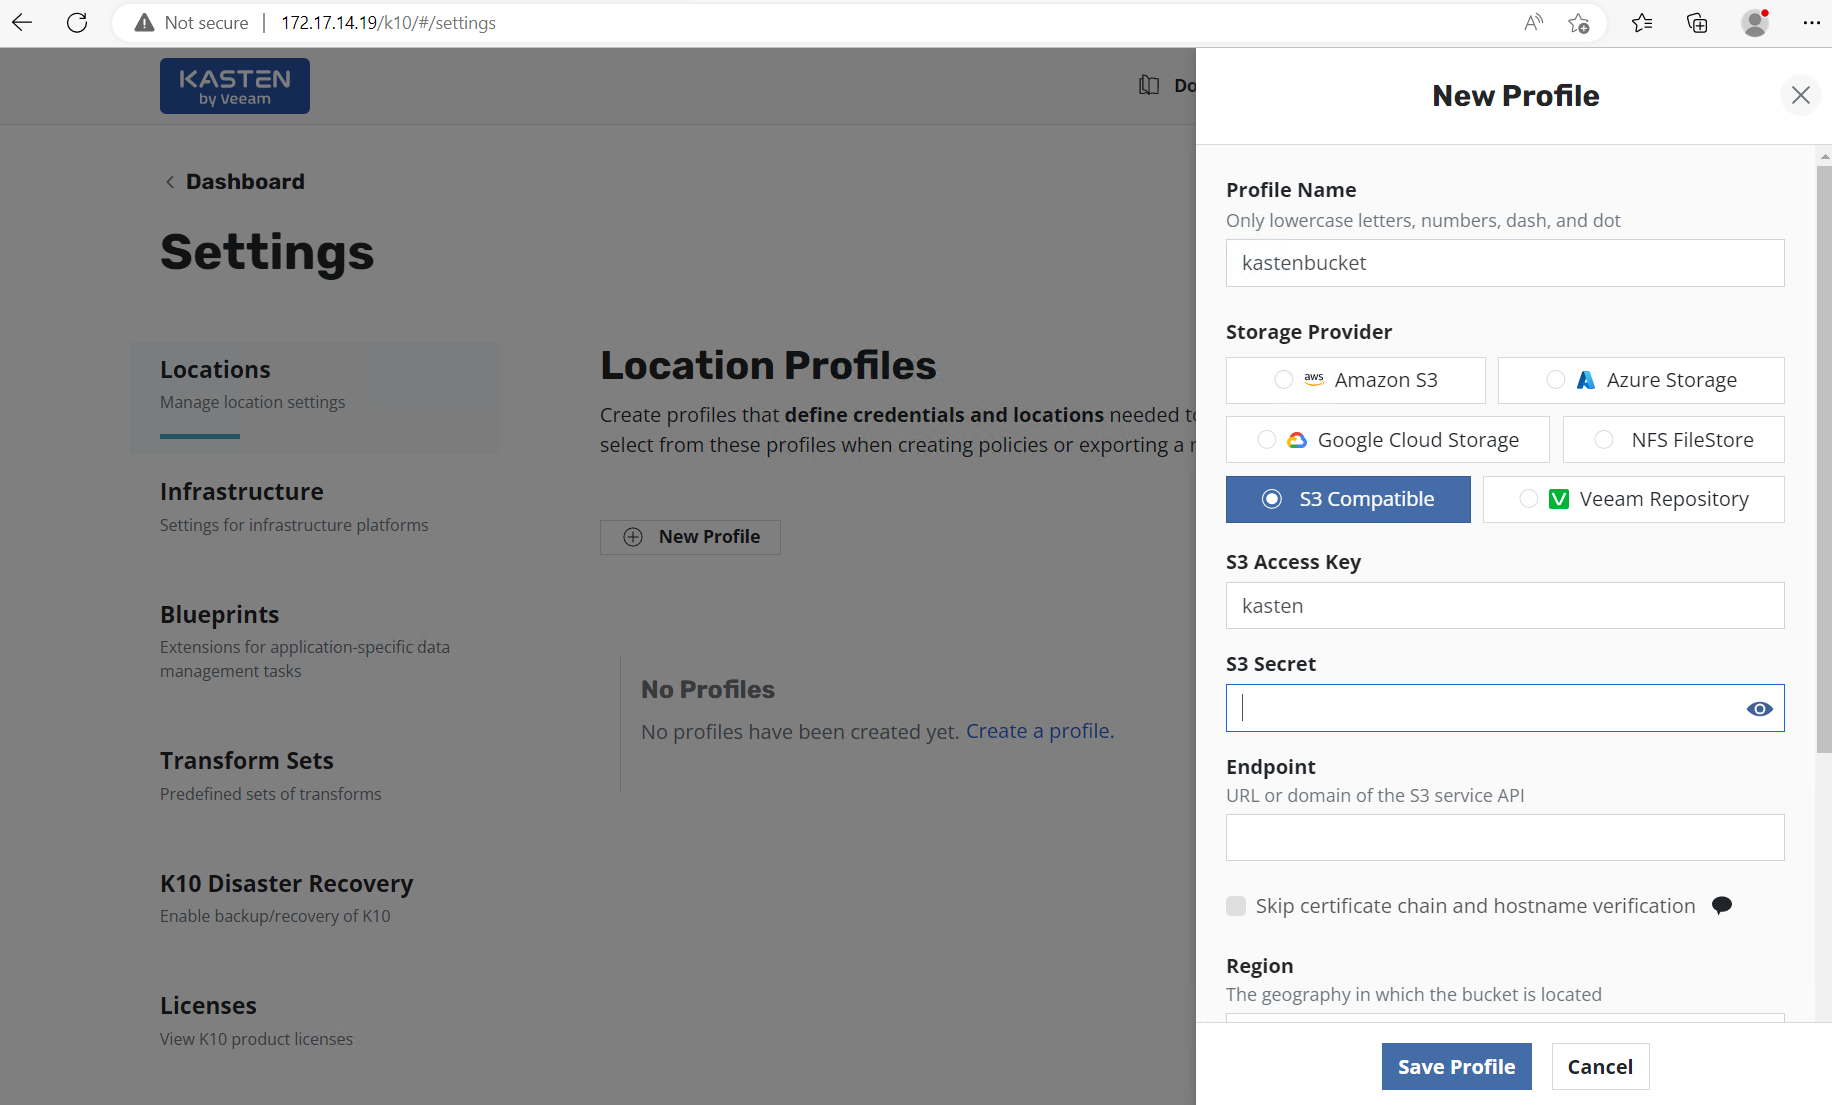 Not secure | 172.17.14.19/k10/#/settings
KASTEN
by Veeam
Do
Dashboard
Settings
Locations
Manage location settings
Infrastructure
Settings for infrastructure platforms
Blueprints
Extensions for application-specific data
management tasks
Transform Sets
Predefined sets of transforms
K10 Disaster Recovery
Enable backup/recovery of K10
Licenses
View K10 product licenses
Location Profiles
Create profiles that define credentials and locations needed to
select from these profiles when creating policies or exporting a
New Profile
No Profiles
No profiles have been created yet. Create a profile.
New Profile
Profile Name
Only lowercase letters, numbers, dash, and dot
kastenbucket
Storage Provider
aws Amazon S3
Azure Storage
Google Cloud Storage
NFS FileStore
S3 Compatible
V Veeam Repository
S3 Access Key
kasten
S3 Secret
Endpoint
URL or domain of the S3 service API
Skip certificate chain and hostname verification
Region
The geography in which the bucket is located
Save Profile
Cancel